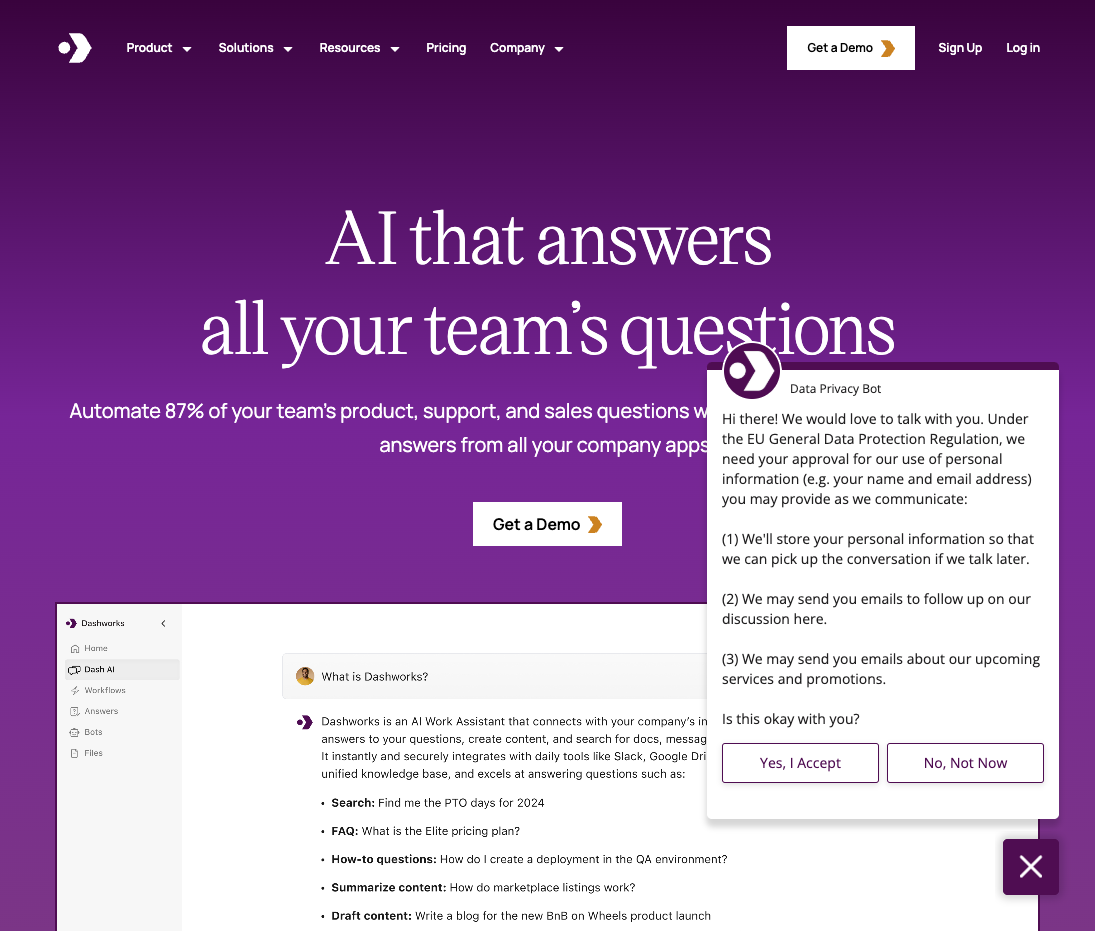 Product
Solutions
Resources
Pricing
Company
Get a Demo
Sign Up
Log in
AI that answers
all your team's questions
Automate 87% of your team's product, support, and sales questions
answers from all your company apps
Get a Demo
Data Privacy Bot
Hi there! We would love to talk with you. Under
the EU General Data Protection Regulation, we
need your approval for our use of personal
information (e.g. your name and email address)
you may provide as we communicate:
(1) We'll store your personal information so that
we can pick up the conversation if we talk later.
(2) We may send you emails to follow up on our
discussion here.
(3) We may send you emails about our upcoming
services and promotions.
Is this okay with you?
Yes, I Accept
No, Not Now
Dashworks
Home
Dash AI
Workflows
Answers
Bots
Files
What is Dashworks?
Dashworks is an AI Work Assistant that connects with your company's
answers to your questions, create content, and search for docs,
It instantly and securely integrates with daily tools like Slack, Google
unified knowledge base, and excels at answering questions such as:
• Search: Find me the PTO days for 2024
• FAQ: What is the Elite pricing plan?
• How-to questions: How do I create a deployment in the QA environment?
• Summarize content: How do marketplace listings work?
• Draft content: Write a blog for the new BnB on Wheels product launch